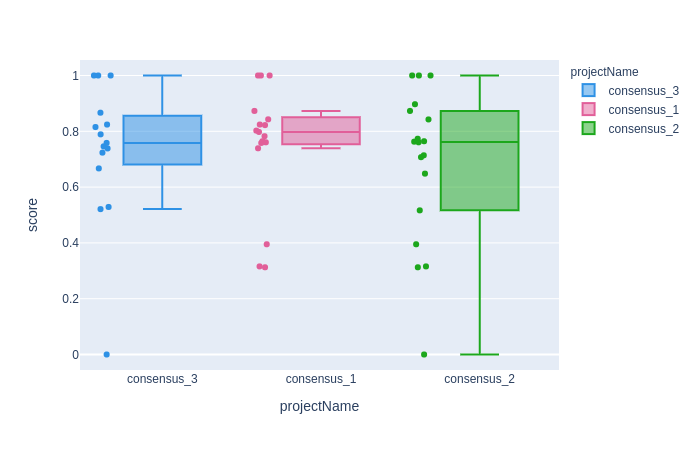 projectName
consensus_3
consensus_1
consensus_2
1
0.8
0.6
0.4
0.2
0
score
consensus_3
consensus_1
consensus_2
projectName